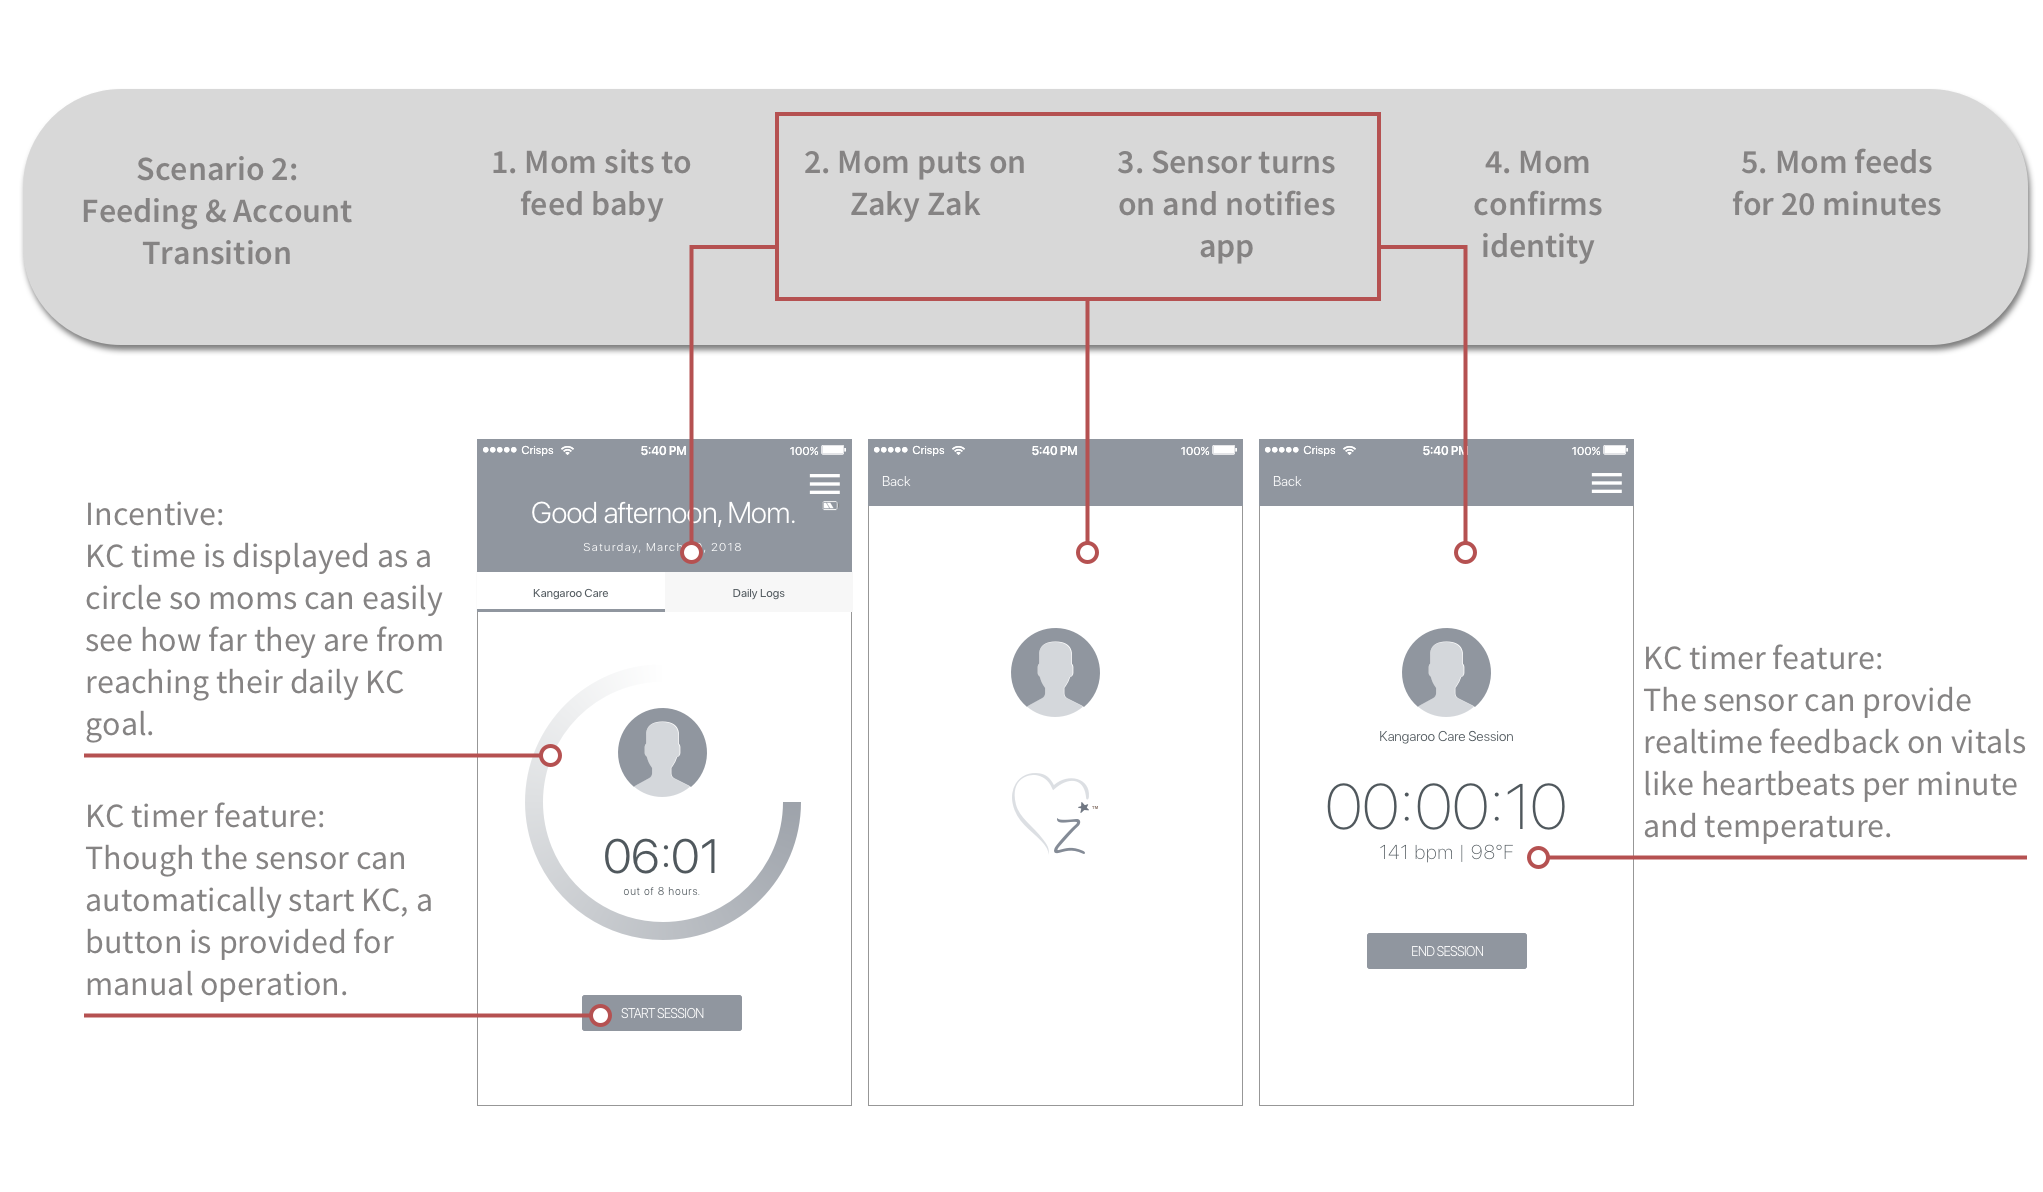 Scenario 2:
Feeding & Account
Transition
1. Mom sits to
feed baby
2. Mom puts on
Zaky Zak
3. Sensor turns
on and notifies
app
4. Mom
confirms
identity
5. Mom feeds
for 20 minutes
Incentive:
KC time is displayed as a
circle so moms can easily
see how far they are from
reaching their daily KC
goal.
KC timer feature:
Though the sensor can
automatically start KC, a
button is provided for
manual operation.
Crisps 5:40 PM 100%
Good afternoon, Mom.
Saturday, March , 2018
Kangaroo Care Daily Logs
06:01
out of 8 hours.
START SESSION
Crisps 5:40 PM 100%
Back
Z ™
Crisps 5:40 PM 100%
Back
Kangaroo Care Session
00:00:10
141 bpm | 98°F
END SESSION
KC timer feature:
The sensor can provide
realtime feedback on vitals
like heartbeats per minute
and temperature.